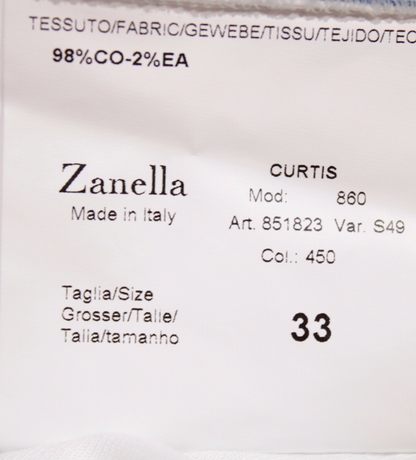 TESSUTO/FABRIC/GEWEBE/TISSU/TEJIDO/TEC
98%CO-2%EA
Zanella
Made in Italy
CURTIS
Mod: 860
Art. 851823 Var. S49
Col.: 450
Taglia/Size
Grosser/Talle/
Talla/tamanho
33